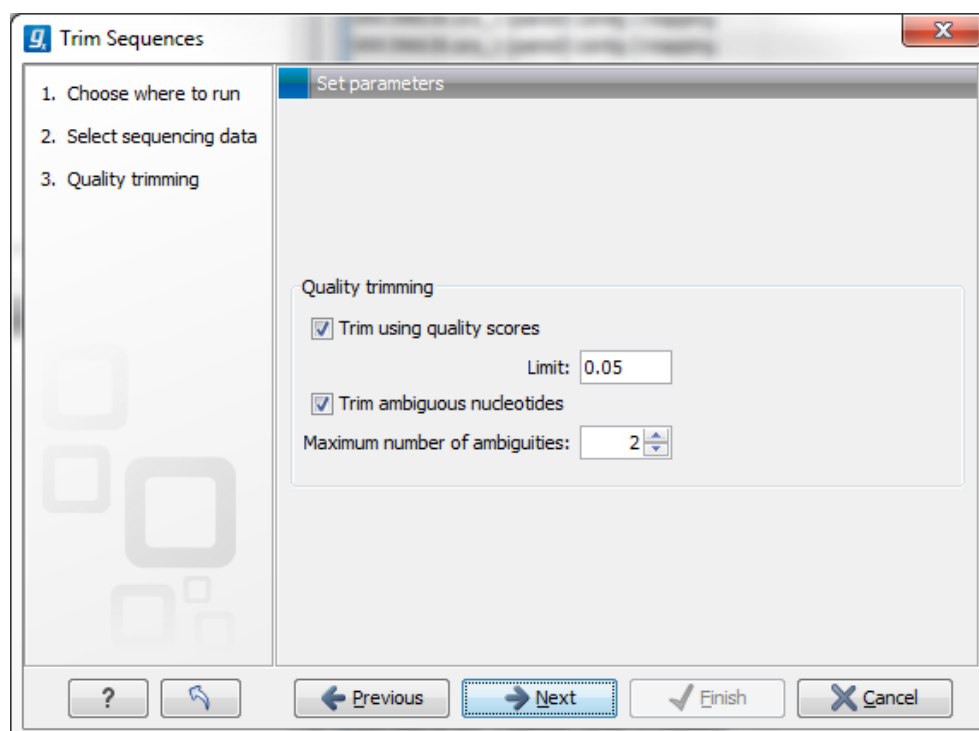 Trim Sequences
1. Choose where to run
2. Select sequencing data
3. Quality trimming
Set parameters
Quality trimming
Trim using quality scores
Limit: 0.05
Trim ambiguous nucleotides
Maximum number of ambiguities: 2
? Previous Next Finish Cancel